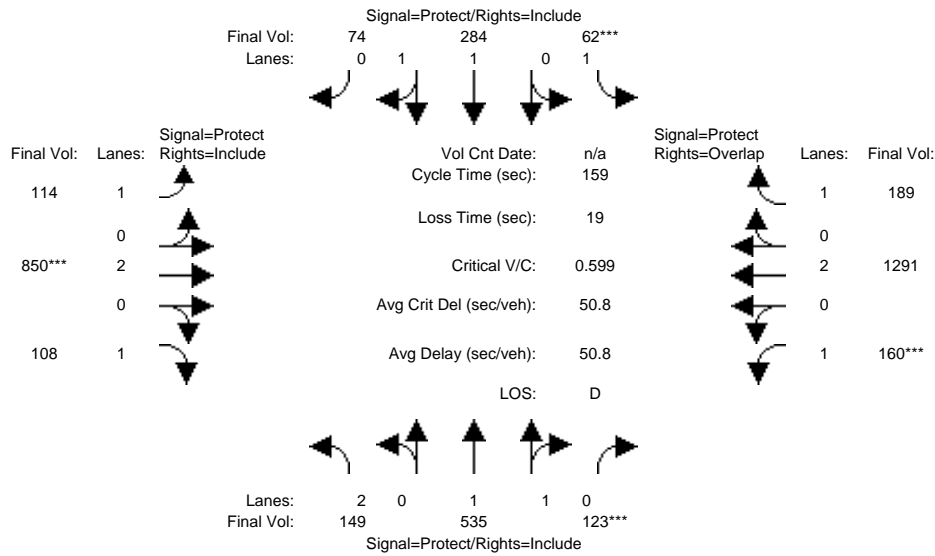 Signal=Protect/Rights=Include
Final Vol: 74 284 62***
Lanes: 0 1 1 0 1
Signal=Protect Signal=Protect
Final Vol: Lanes: Rights=Include Vol Cnt Date: n/a Rights=Overlap Lanes: Final Vol:
Cycle Time (sec): 159
114 1 1 189
Loss Time (sec): 19
0 0
850*** 2 Critical V/C: 0.599 2 1291
0 Avg Crit Del (sec/veh): 50.8 0
108 1 Avg Delay (sec/veh): 50.8 1 160***
LOS: D
Lanes: 2 0 1 1 0
Final Vol: 149 535 123***
Signal=Protect/Rights=Include